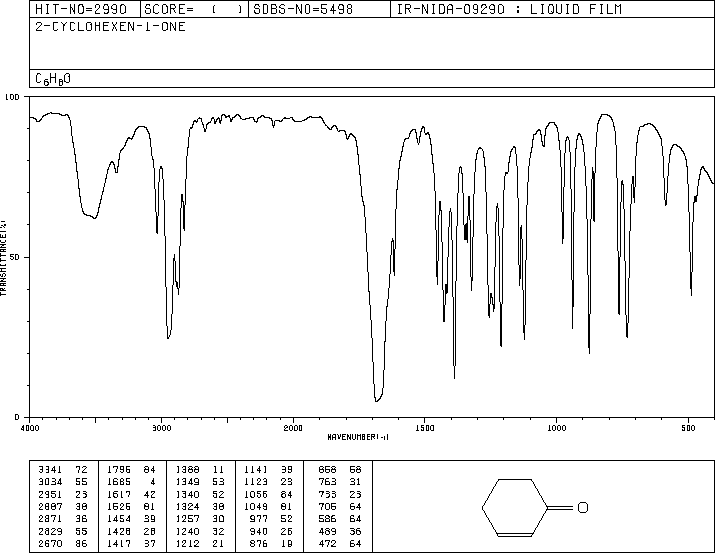 HIT-NO=2990 SCORE= ( ) SDBS-NO=5498 IR-NIDA-09290 : LIQUID FILM
2-CYCLOHEXEN-1-ONE
C6H8O
100
50
0
TRANSMITTANCE(%)
4000 3000 2000 1500 1000 500
WAVENUMBER(-1)
3341 72 1796 84 1388 11 1141 39 858 58
3034 55 1685 4 1349 53 1123 23 763 31
2951 23 1617 42 1340 52 1056 84 733 23
2887 38 1526 81 1324 38 1049 81 706 64
2871 36 1454 39 1257 30 977 52 586 64
2829 55 1428 28 1240 32 940 26 489 36
2670 86 1417 37 1212 21 876 19 472 64
O